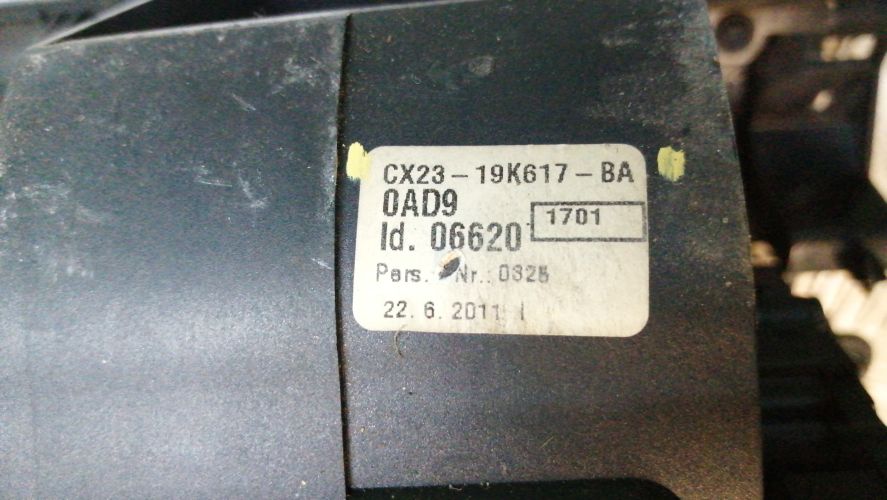 CX23-19K617-BA
0AD9
1701
Id. 06620
Pers. Nr.: 0325
22. 6. 2011